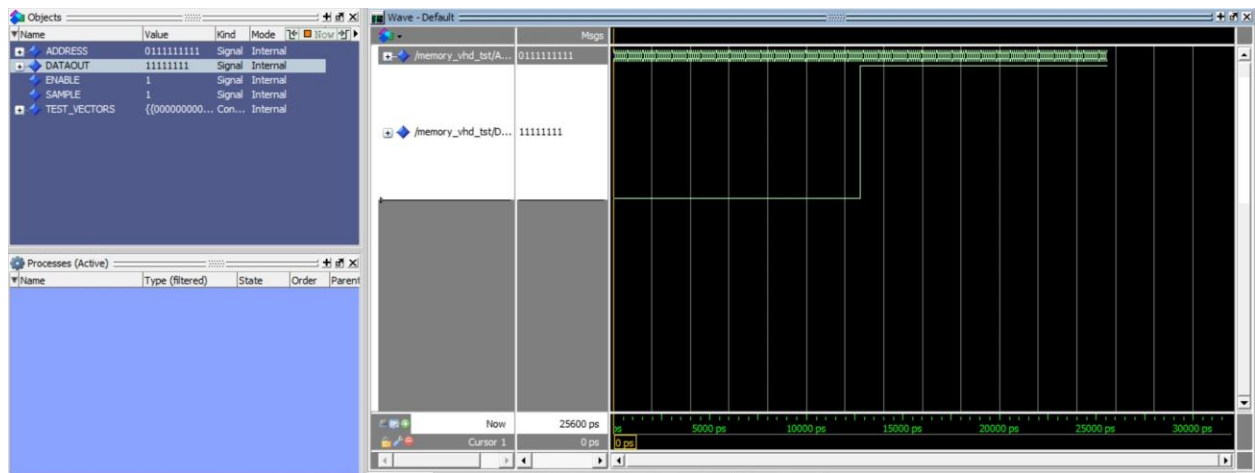 Objects
Name Value Kind Mode Now
ADDRESS 0111111111 Signal Internal
DATAOUT 11111111 Signal Internal
ENABLE 1 Signal Internal
SAMPLE 1 Signal Internal
TEST_VECTORS {{000000000... Con... Internal
Processes (Active)
Name Type (filtered) State Order Parent
Wave - Default
Msgs
/memory_vhd_tst/A... 0111111111
/memory_vhd_tst/D... 11111111
Now 25600 ps
ps 5000 ps 10000 ps 15000 ps 20000 ps 25000 ps 30000 ps
Cursor 1 0 ps
0 ps